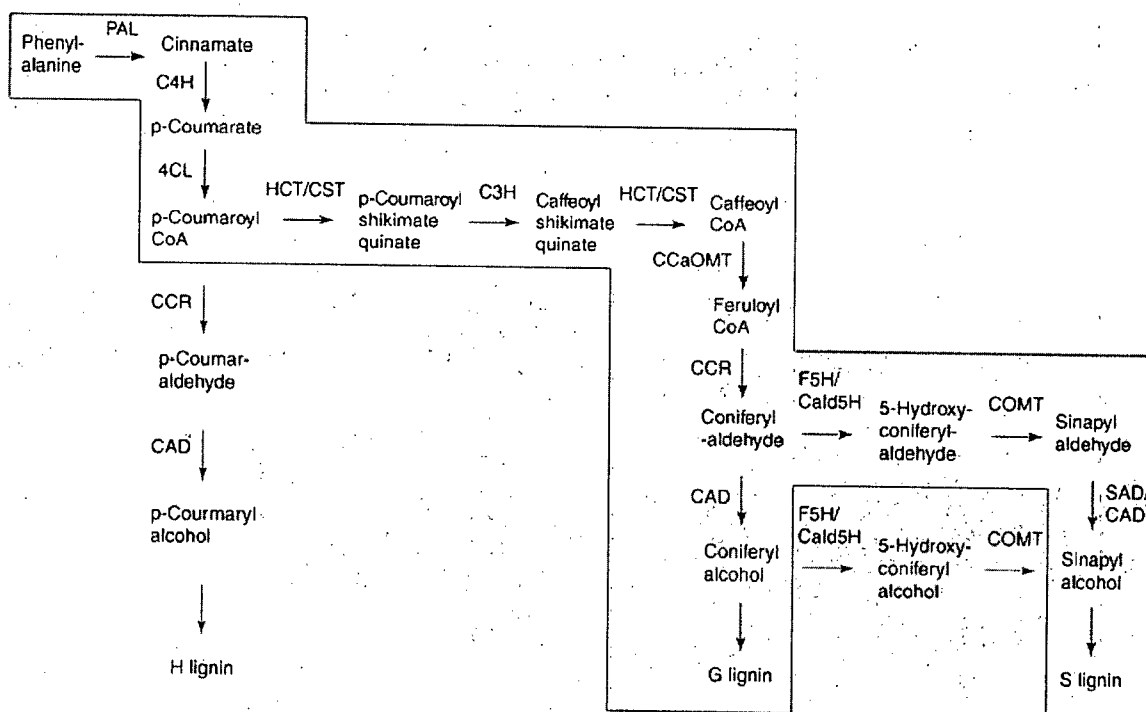 PAL
Phenyl-
alanine
Cinnamate
C4H
p-Coumarate
4CL
HCT/CST
C3H
HCT/CST
p-Coumaroyl
CoA
p-Coumaroyl
shikimate
quinate
Caffeoyl
shikimate
quinate
Caffeoyl
CoA
CCaOMT
Feruloyl
CoA
CCR
p-Coumar-
aldehyde
CCR
F5H/
Cald5H
COMT
Coniferyl
-aldehyde
5-Hydroxy-
coniferyl-
aldehyde
Sinapyl
aldehyde
CAD
CAD
SAD/
CAD
p-Courmaryl
alcohol
F5H/
Cald5H
COMT
Coniferyl
alcohol
5-Hydroxy-
coniferyl
alcohol
Sinapyl
alcohol
H lignin
G lignin
S lignin